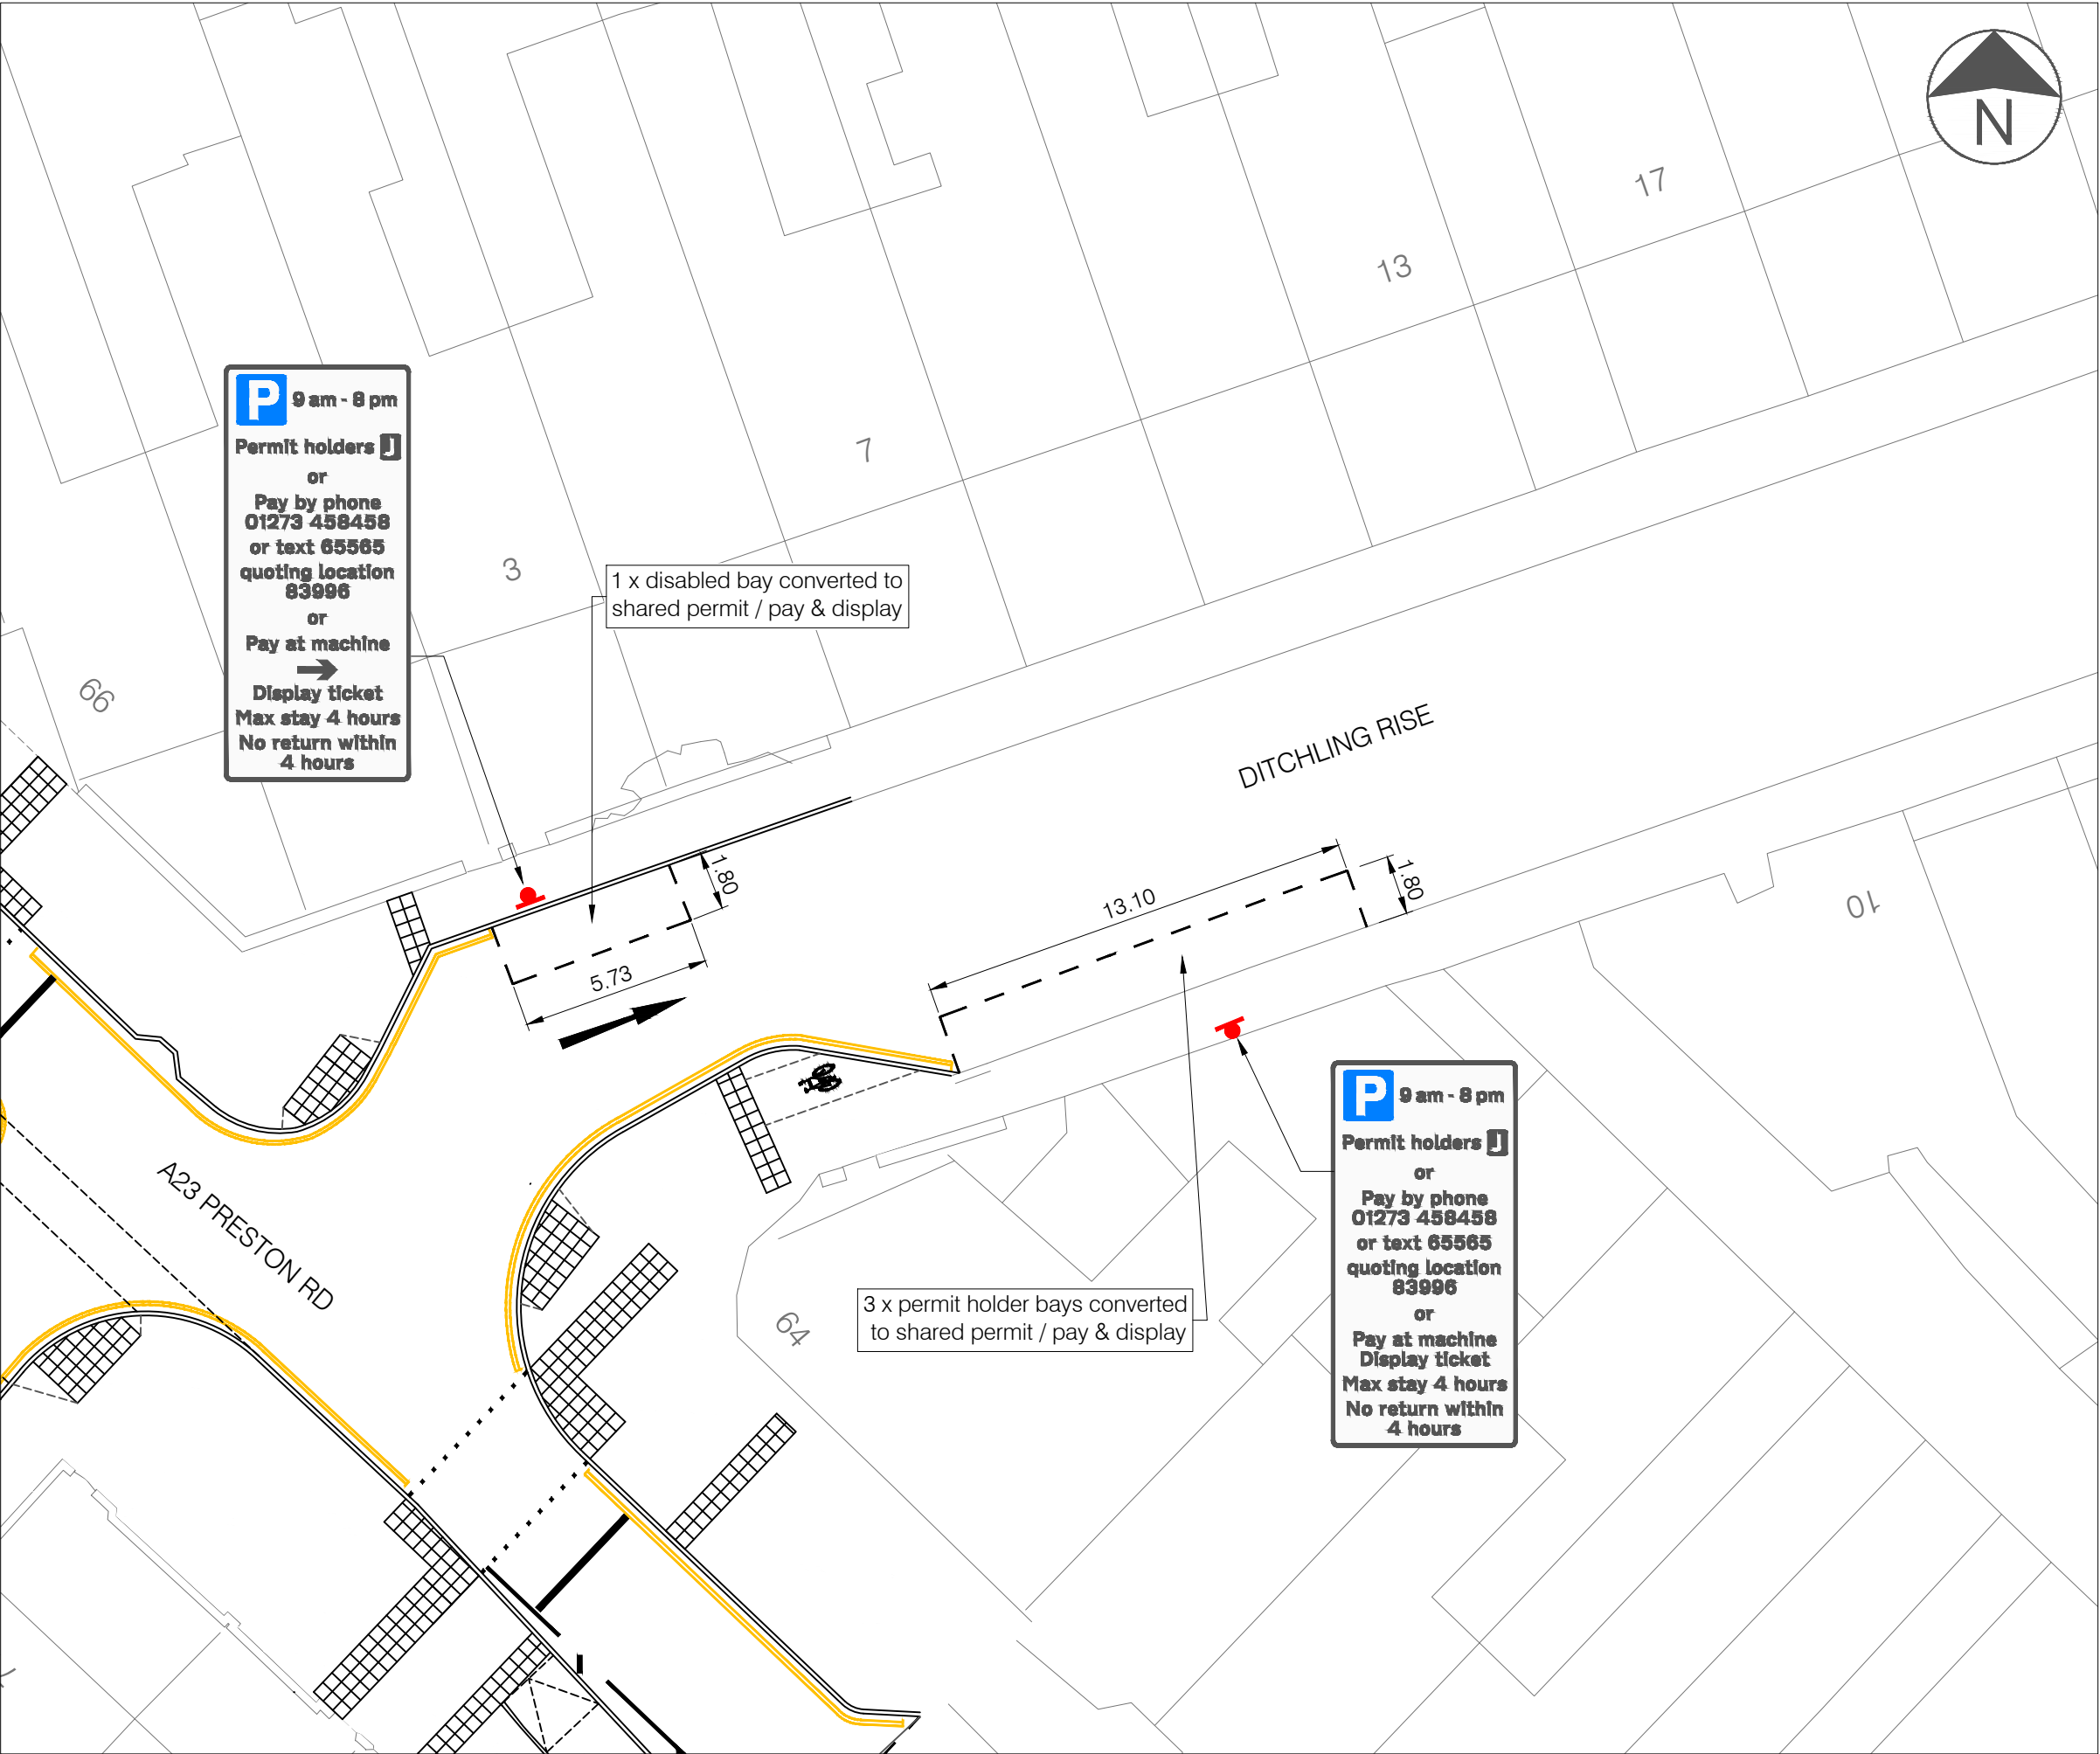 N
17
13
7
3
66
P 9 am - 8 pm
Permit holders J
or
Pay by phone
01273 458458
or text 65565
quoting location
83996
or
Pay at machine
→
Display ticket
Max stay 4 hours
No return within
4 hours
1 x disabled bay converted to
shared permit / pay & display
DITCHLING RISE
1.80
5.73
13.10
1.80
10
A23 PRESTON RD
64
3 x permit holder bays converted
to shared permit / pay & display
P 9 am - 8 pm
Permit holders J
or
Pay by phone
01273 458458
or text 65565
quoting location
83996
or
Pay at machine
Display ticket
Max stay 4 hours
No return within
4 hours